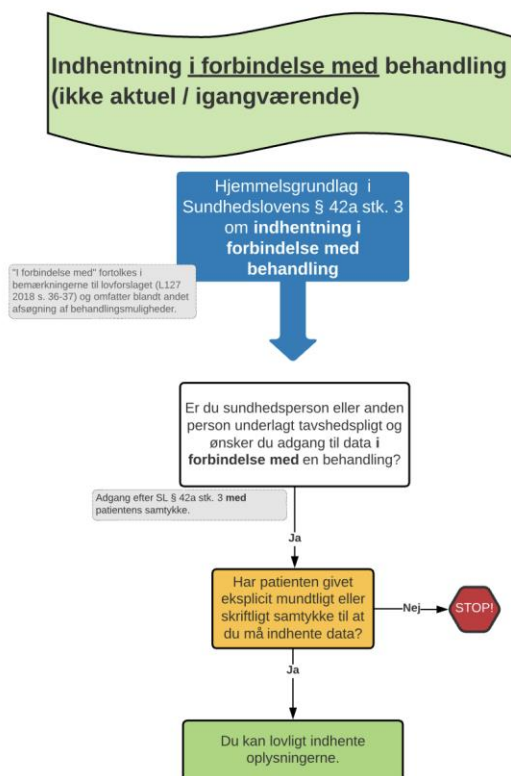 Indhentning i forbindelse med behandling
(ikke aktuel / igangværende)
Hjemmelsgrundlag i
Sundhedslovens § 42a stk. 3
om indhentning i
forbindelse med
behandling
"I forbindelse med" fortolkes i
bemærkningerne til lovforslaget (L127
2018 s. 36-37) og omfatter blandt andet
afsøgning af behandlingsmuligheder.
Er du sundhedsperson eller anden
person underlagt tavshedspligt og
ønsker du adgang til data i
forbindelse med en behandling?
Adgang efter SL § 42a stk. 3 med
patientens samtykke.
Ja
Har patienten givet
eksplicit mundtligt eller
skriftligt samtykke til at
du må indhente data?
Nej
STOP!
Ja
Du kan lovligt indhente
oplysningerne.